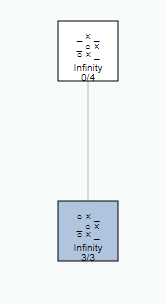 _ x _
_ o x
o x _
Infinity
0/4
o x _
_ o x
o x _
Infinity
3/3